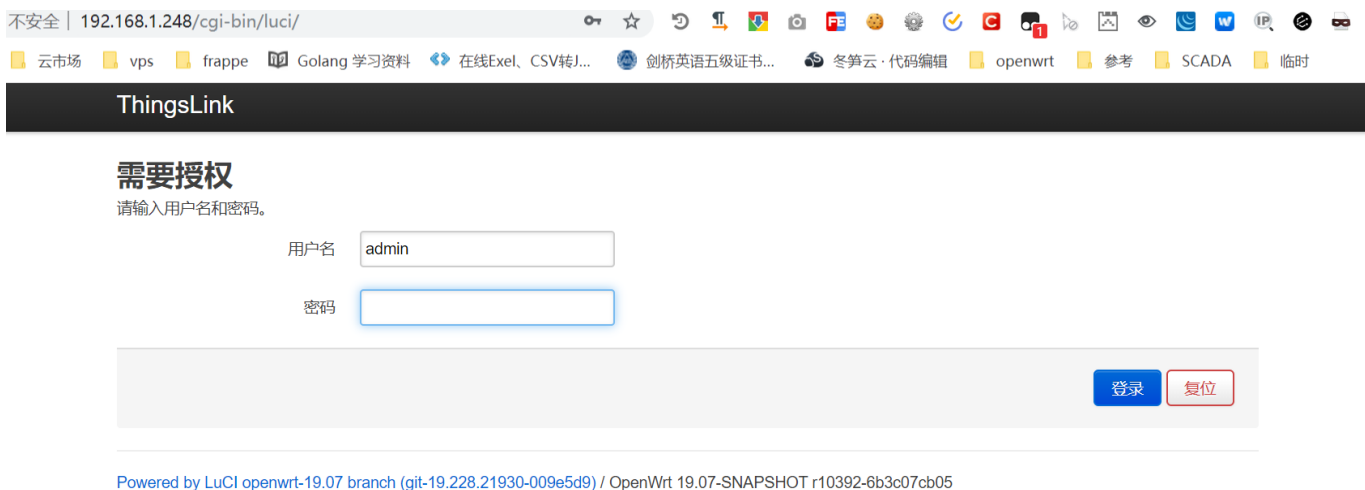 不安全 | 192.168.1.248/cgi-bin/luci/
云市场 vps frappe Golang 学习资料 在线Exel、CSV转J... 剑桥英语五级证书... 冬笋云 · 代码编辑 openwrt 参考 SCADA 临时
ThingsLink
需要授权
请输入用户名和密码。
用户名 admin
密码
登录 复位
Powered by LuCI openwrt-19.07 branch (git-19.228.21930-009e5d9) / OpenWrt 19.07-SNAPSHOT r10392-6b3c07cb05